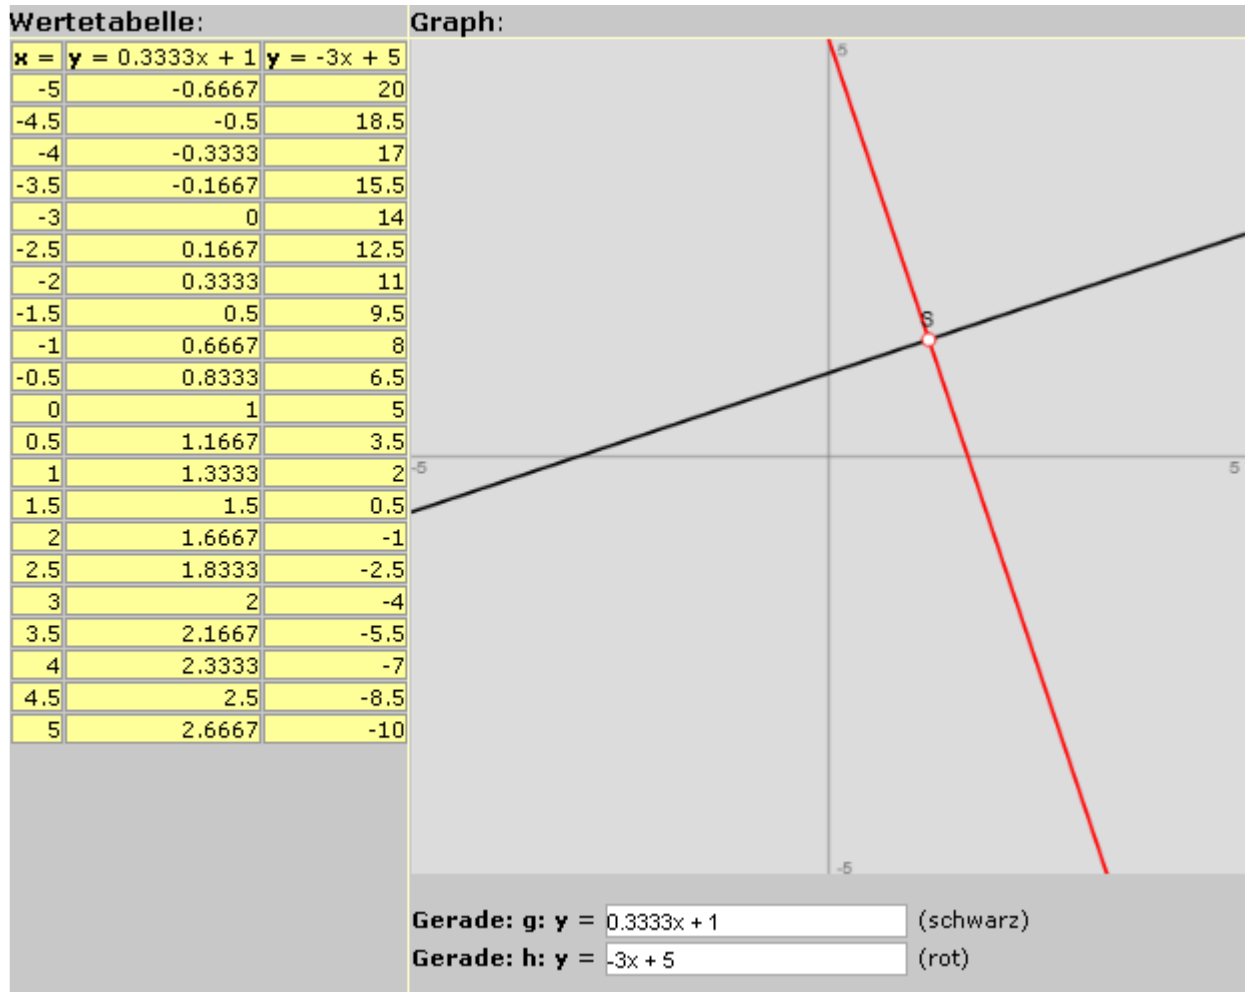 Wertetabelle:
x = y = 0.3333x + 1 y = -3x + 5
-5 -0.6667 20
-4.5 -0.5 18.5
-4 -0.3333 17
-3.5 -0.1667 15.5
-3 0 14
-2.5 0.1667 12.5
-2 0.3333 11
-1.5 0.5 9.5
-1 0.6667 8
-0.5 0.8333 6.5
0 1 5
0.5 1.1667 3.5
1 1.3333 2
1.5 1.5 0.5
2 1.6667 -1
2.5 1.8333 -2.5
3 2 -4
3.5 2.1667 -5.5
4 2.3333 -7
4.5 2.5 -8.5
5 2.6667 -10
Graph:
5
S
-5 5
-5
Gerade: g: y = 0.3333x + 1 (schwarz)
Gerade: h: y = -3x + 5 (rot)